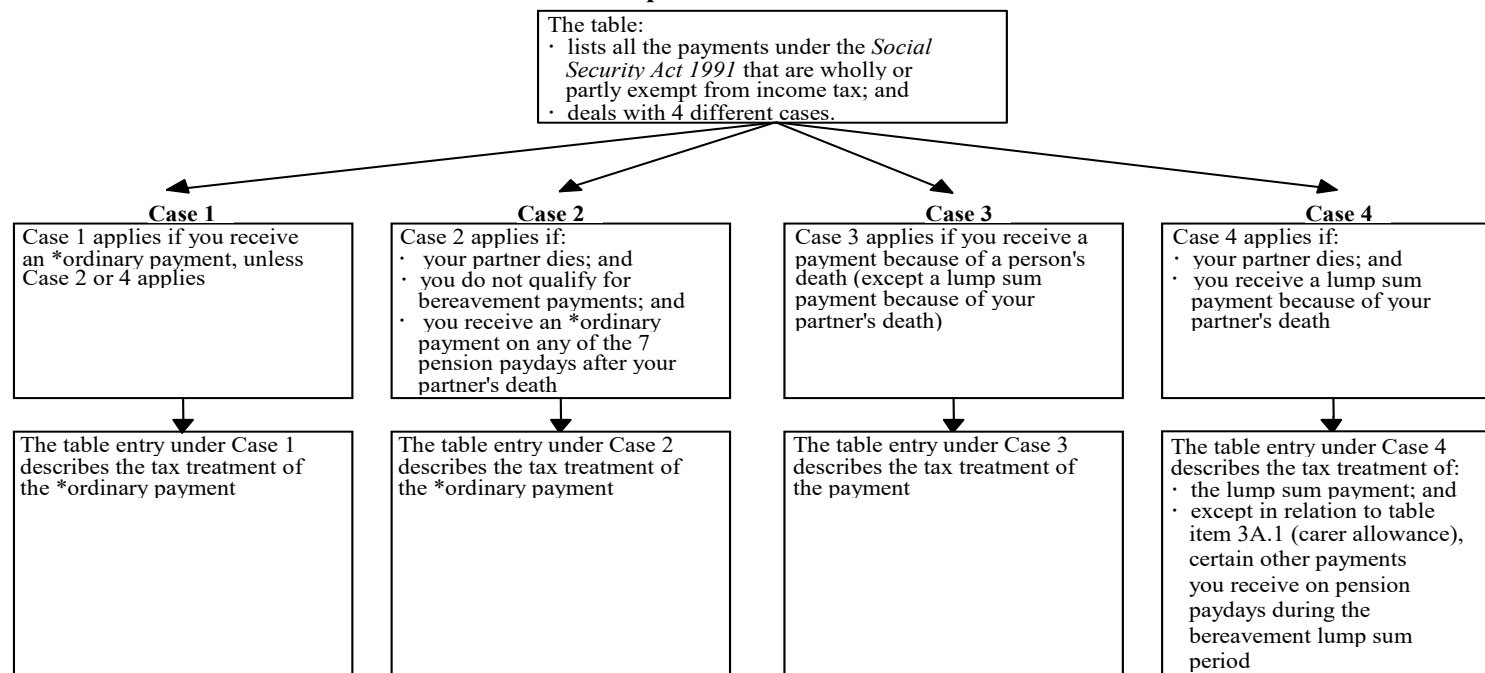 The table:
· lists all the payments under the Social
Security Act 1991 that are wholly or
partly exempt from income tax; and
· deals with 4 different cases.
Case 1
Case 1 applies if you receive
an *ordinary payment, unless
Case 2 or 4 applies
Case 2
Case 2 applies if:
· your partner dies; and
· you do not qualify for
bereavement payments; and
· you receive an *ordinary
payment on any of the 7
pension paydays after your
partner's death
Case 3
Case 3 applies if you receive a
payment because of a person's
death (except a lump sum
payment because of your
partner's death)
Case 4
Case 4 applies if:
· your partner dies; and
· you receive a lump sum
payment because of your
partner's death
The table entry under Case 1
describes the tax treatment of
the *ordinary payment
The table entry under Case 2
describes the tax treatment of
the *ordinary payment
The table entry under Case 3
describes the tax treatment of
the payment
The table entry under Case 4
describes the tax treatment of:
· the lump sum payment; and
· except in relation to table
item 3A.1 (carer allowance),
certain other payments
you receive on pension
paydays during the
bereavement lump sum
period